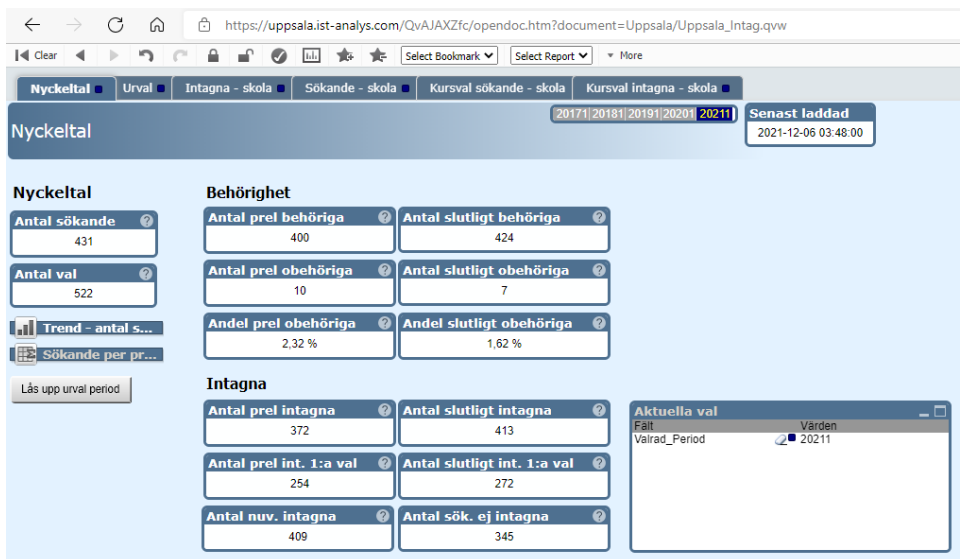 https://uppsala.ist-analys.com/QvAJAXZfc/opendoc.htm?document=Uppsala/Uppsala_Intag.qvw
Clear Select Bookmark Select Report More
Nyckeltal Urval Intagna - skola Sökande - skola Kursval sökande - skola Kursval intagna - skola
Nyckeltal
20171 20181 20191 20201 20211
Senast laddad
2021-12-06 03:48:00
Nyckeltal
Antal sökande
431
Antal val
522
Trend - antal s...
Sökande per pr...
Lås upp urval period
Behörighet
Antal prel behöriga
400
Antal slutligt behöriga
424
Antal prel obehöriga
10
Antal slutligt obehöriga
7
Andel prel obehöriga
2,32 %
Andel slutligt obehöriga
1,62 %
Intagna
Antal prel intagna
372
Antal slutligt intagna
413
Antal prel int. 1:a val
254
Antal slutligt int. 1:a val
272
Antal nuv. intagna
409
Antal sök. ej intagna
345
Aktuella val
Fält Värden
Valrad_Period 20211